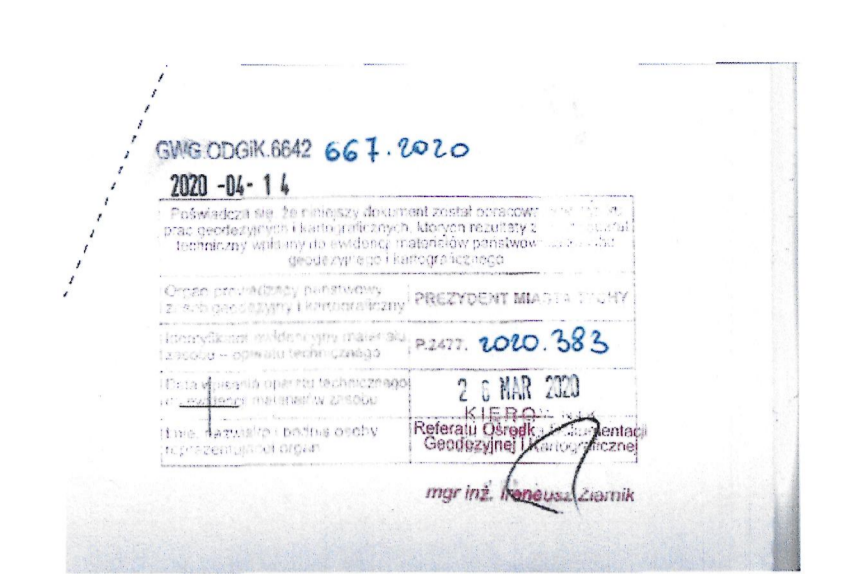 GWG.ODGiK.6642 667.2020
2020 -04- 14
Poświadcza się, że niniejszy dokument został opracowany
prac geodezyjnych i kartograficznych, których rezultaty
techniczny wpisany do ewidencji materiałów państwowego
geodezyjnego i kartograficznego
Organ prowadzący państwowy
zasób geodezyjny i kartograficzny
PREZYDENT MIASTA TYCHY
Identyfikator ewidencyjny materiału
zasobu – operatu technicznego
P.2477. 2020.383
Data wpisania operatu technicznego
do ewidencji materiałów zasobu
26 MAR 2020
Imię, nazwisko i podpis osoby
reprezentującej organ
KIEROWNIK
Referatu Ośrodka Dokumentacji
Geodezyjnej i Kartograficznej
mgr inż. Ireneusz Ziarnik